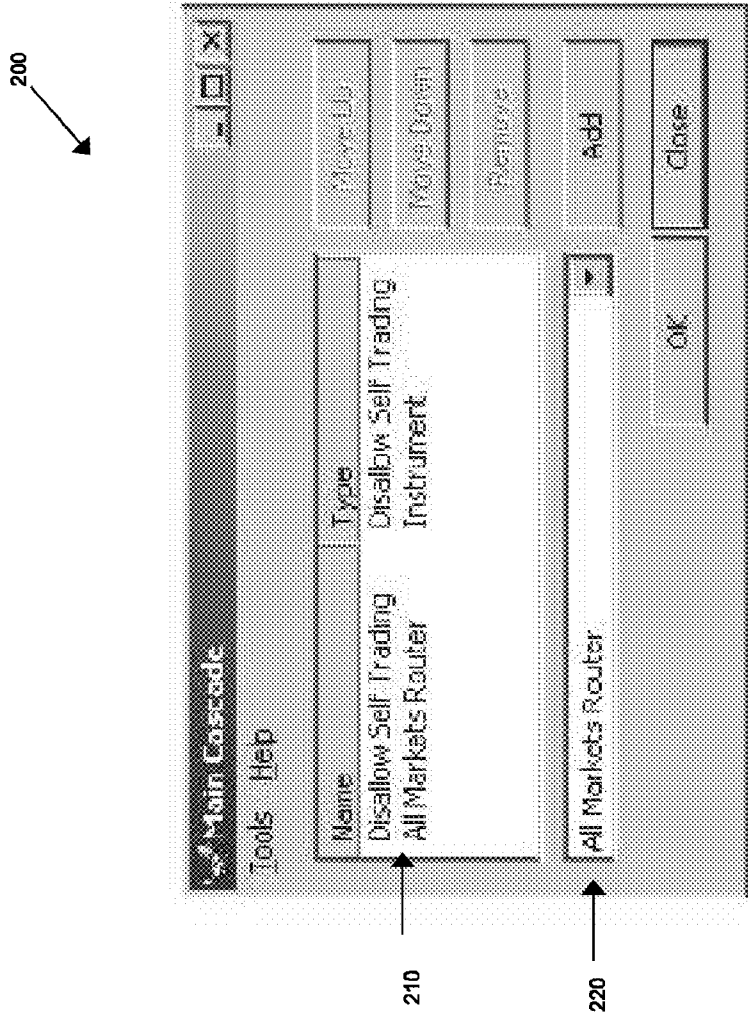 200
Main Cascade
Tools Help
Name Type
Disallow Self Trading Disallow Self Trading
All Markets Router Instrument
Move Up
Move Down
Remove
All Markets Router
Add
OK Close
210
220